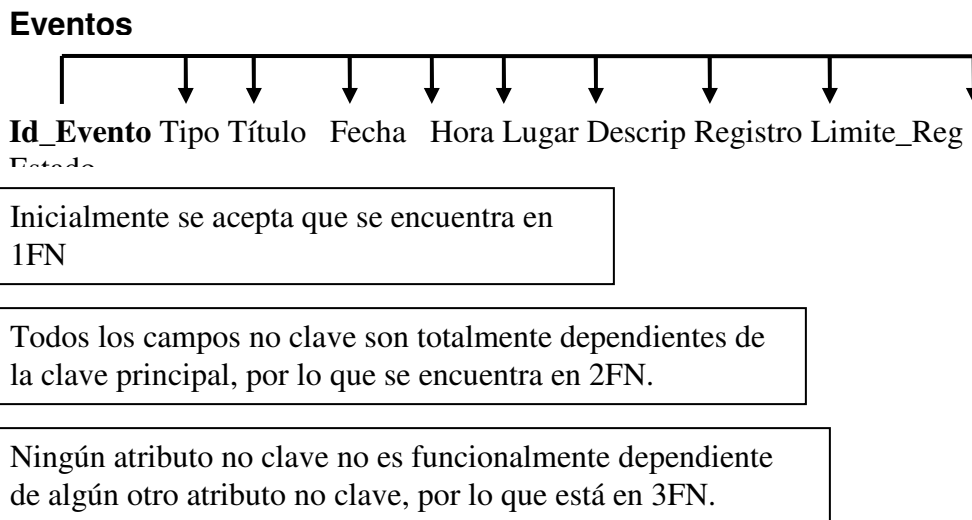 Eventos
Id_Evento Tipo Título Fecha Hora Lugar Descrip Registro Limite_Reg
Estado
Inicialmente se acepta que se encuentra en
1FN
Todos los campos no clave son totalmente dependientes de
la clave principal, por lo que se encuentra en 2FN.
Ningún atributo no clave no es funcionalmente dependiente
de algún otro atributo no clave, por lo que está en 3FN.